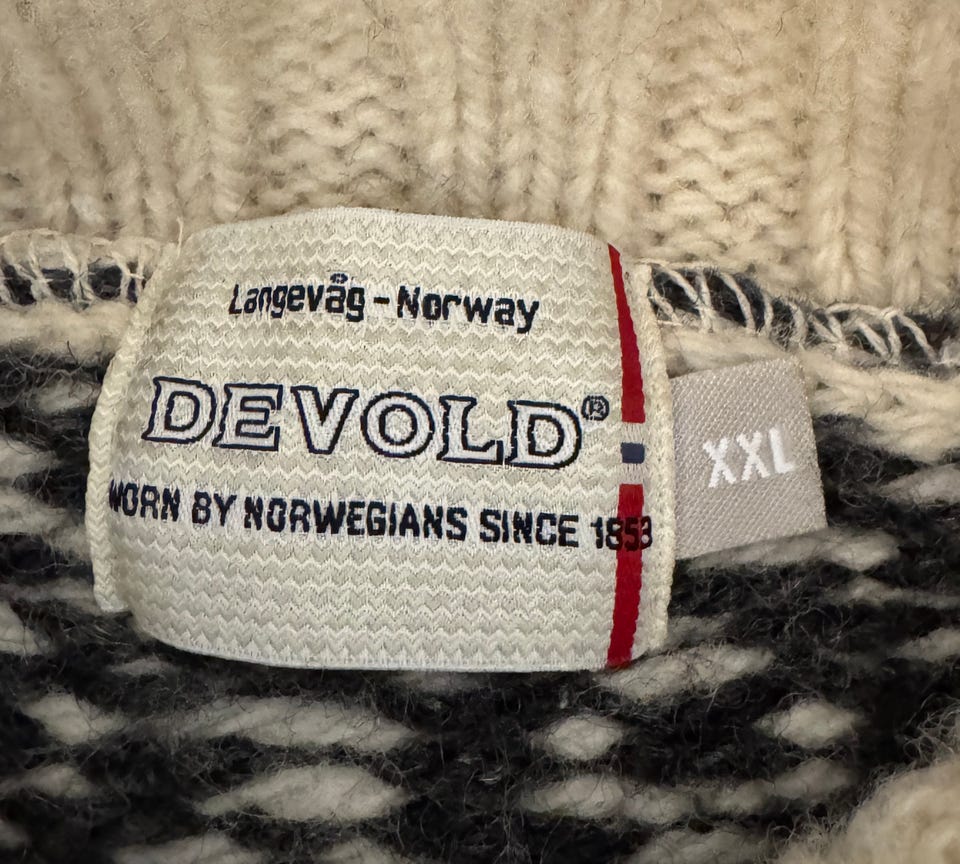 Langevåg - Norway
DEVOLD®
WORN BY NORWEGIANS SINCE 1853
XXL